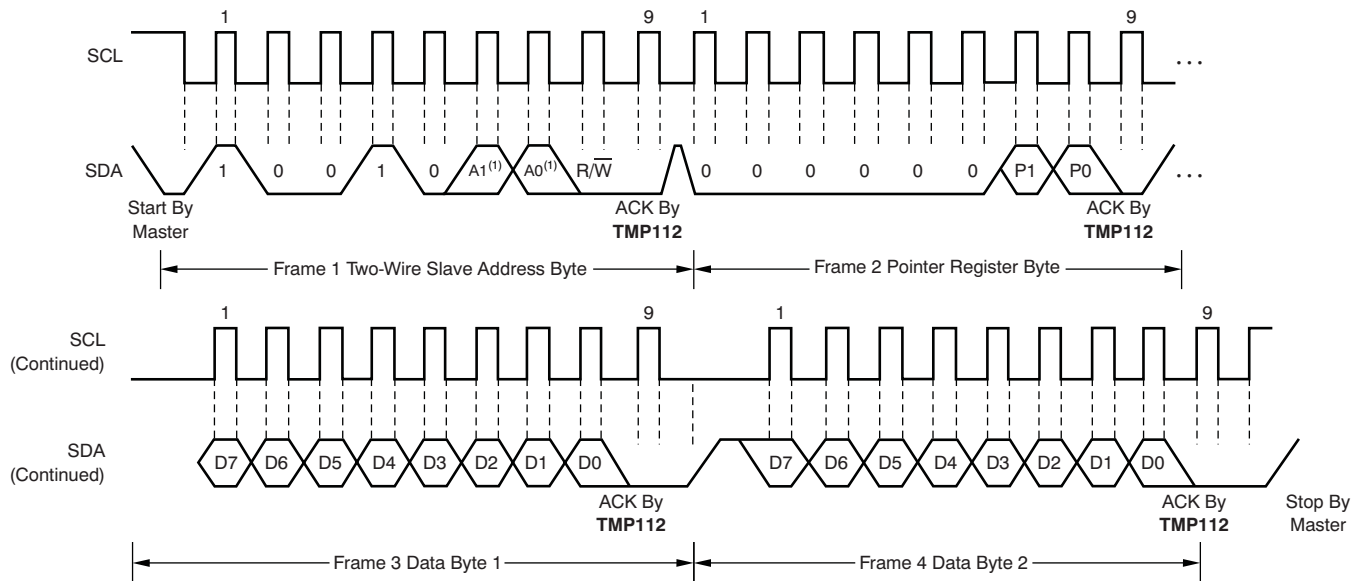 1 9 1 9
SCL ...
SDA 1 0 0 1 0 A1(1) A0(1) R/W̅ 0 0 0 0 0 0 P1 P0 ...
Start By Master
ACK By TMP112
ACK By TMP112
Frame 1 Two-Wire Slave Address Byte
Frame 2 Pointer Register Byte
1 9 1 9
SCL (Continued)
SDA (Continued) D7 D6 D5 D4 D3 D2 D1 D0 D7 D6 D5 D4 D3 D2 D1 D0
ACK By TMP112
ACK By TMP112
Stop By Master
Frame 3 Data Byte 1
Frame 4 Data Byte 2